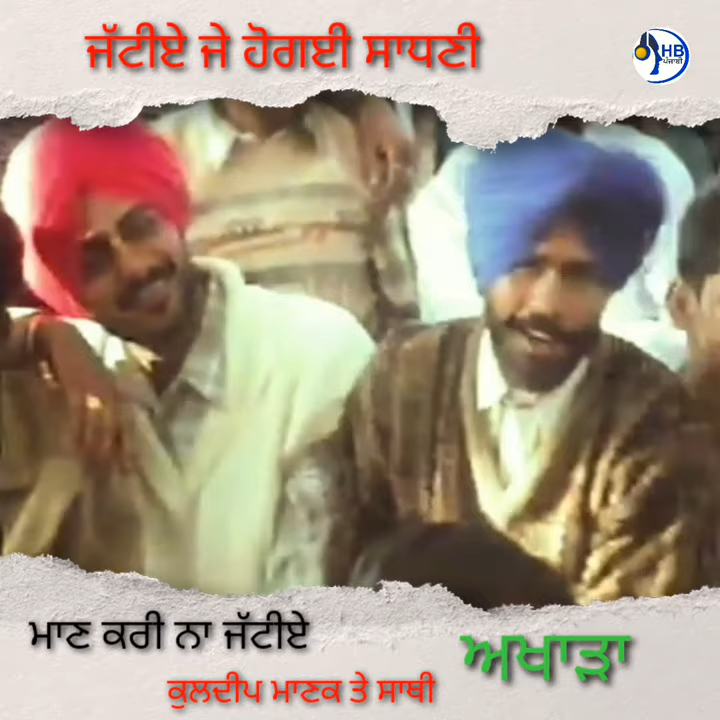 ਜੱਟੀਏ ਜੇ ਹੋਗਈ ਸਾਧਣੀ
HB
ਪੰਜਾਬੀ
ਮਾਣ ਕਰੀ ਨਾ ਜੱਟੀਏ
ਅਖਾੜਾ
ਕੁਲਦੀਪ ਮਾਣਕ ਤੇ ਸਾਥੀ